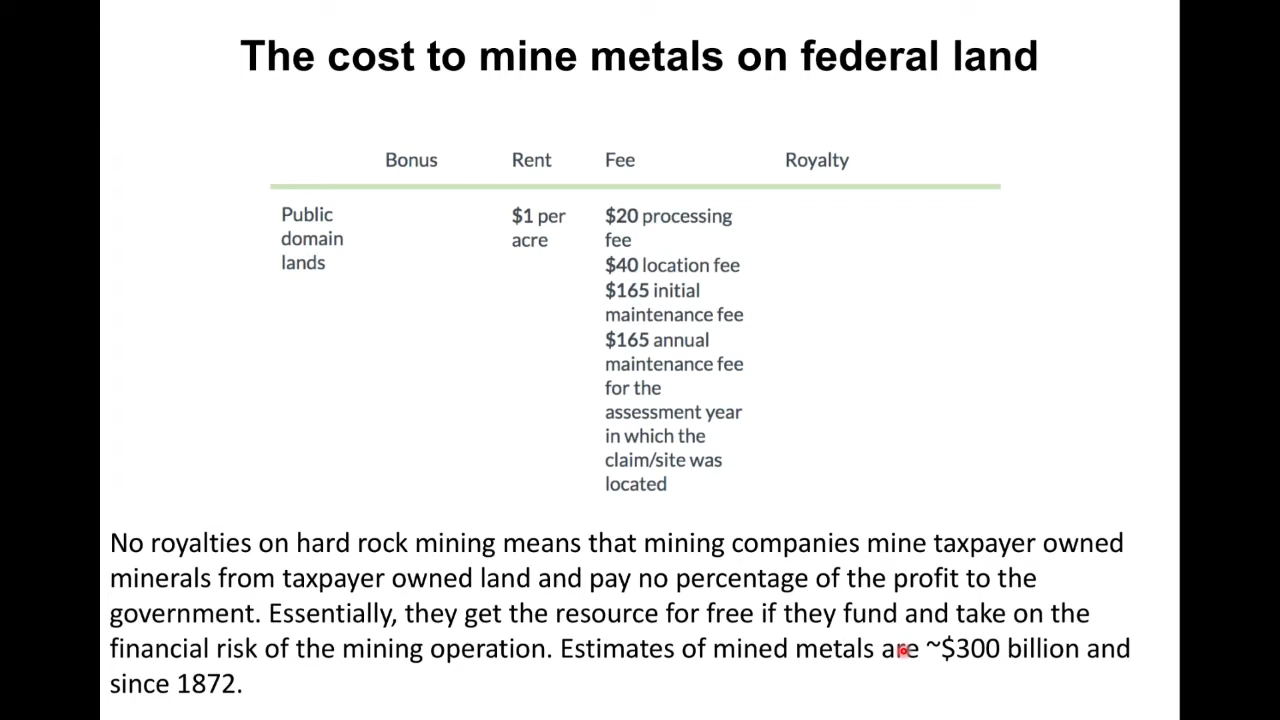 The cost to mine metals on federal land
Bonus Rent Fee Royalty
Public domain lands
$1 per acre
$20 processing fee
$40 location fee
$165 initial maintenance fee
$165 annual maintenance fee for the assessment year in which the claim/site was located
No royalties on hard rock mining means that mining companies mine taxpayer owned
minerals from taxpayer owned land and pay no percentage of the profit to the
government. Essentially, they get the resource for free if they fund and take on the
financial risk of the mining operation. Estimates of mined metals are ~$300 billion and
since 1872.